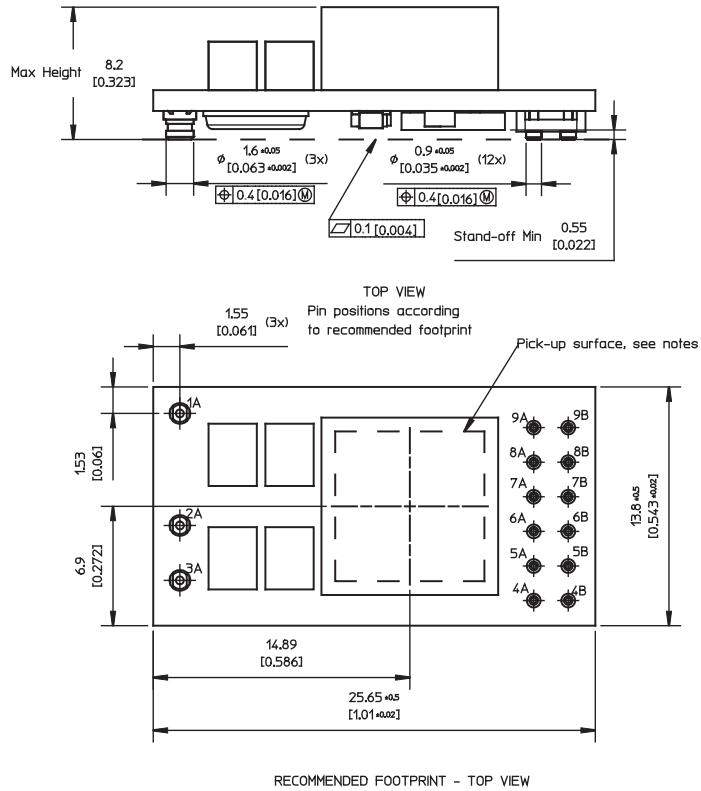 Max Height 8.2
[0.323]
⌀ 1.6 ±0.05
[0.063 ±0.002] (3x)
⌖ 0.4 [0.016] Ⓜ
⌀ 0.9 ±0.05
[0.035 ±0.002] (12x)
⌖ 0.4 [0.016] Ⓜ
⏥ 0.1 [0.004]
Stand-off Min 0.55
[0.022]
TOP VIEW
Pin positions according
to recommended footprint
1.55
[0.061] (3x)
Pick-up surface, see notes
1A
2A
3A
9A 9B
8A 8B
7A 7B
6A 6B
5A 5B
4A 4B
1.53
[0.06]
6.9
[0.272]
13.8 ±0.5
[0.543 ±0.02]
14.89
[0.586]
25.65 ±0.5
[1.01 ±0.02]
RECOMMENDED FOOTPRINT - TOP VIEW